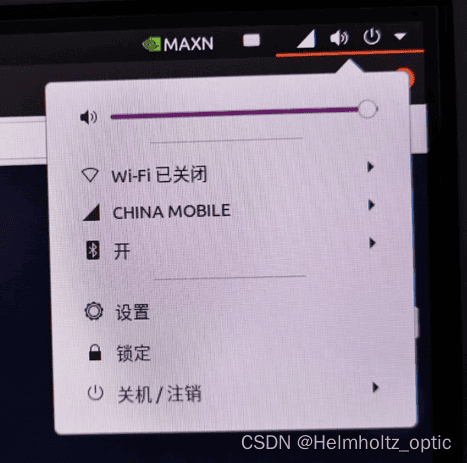 MAXN
Wi-Fi 已关闭
CHINA MOBILE
开
设置
锁定
关机 / 注销
CSDN @Helmholtz_optic